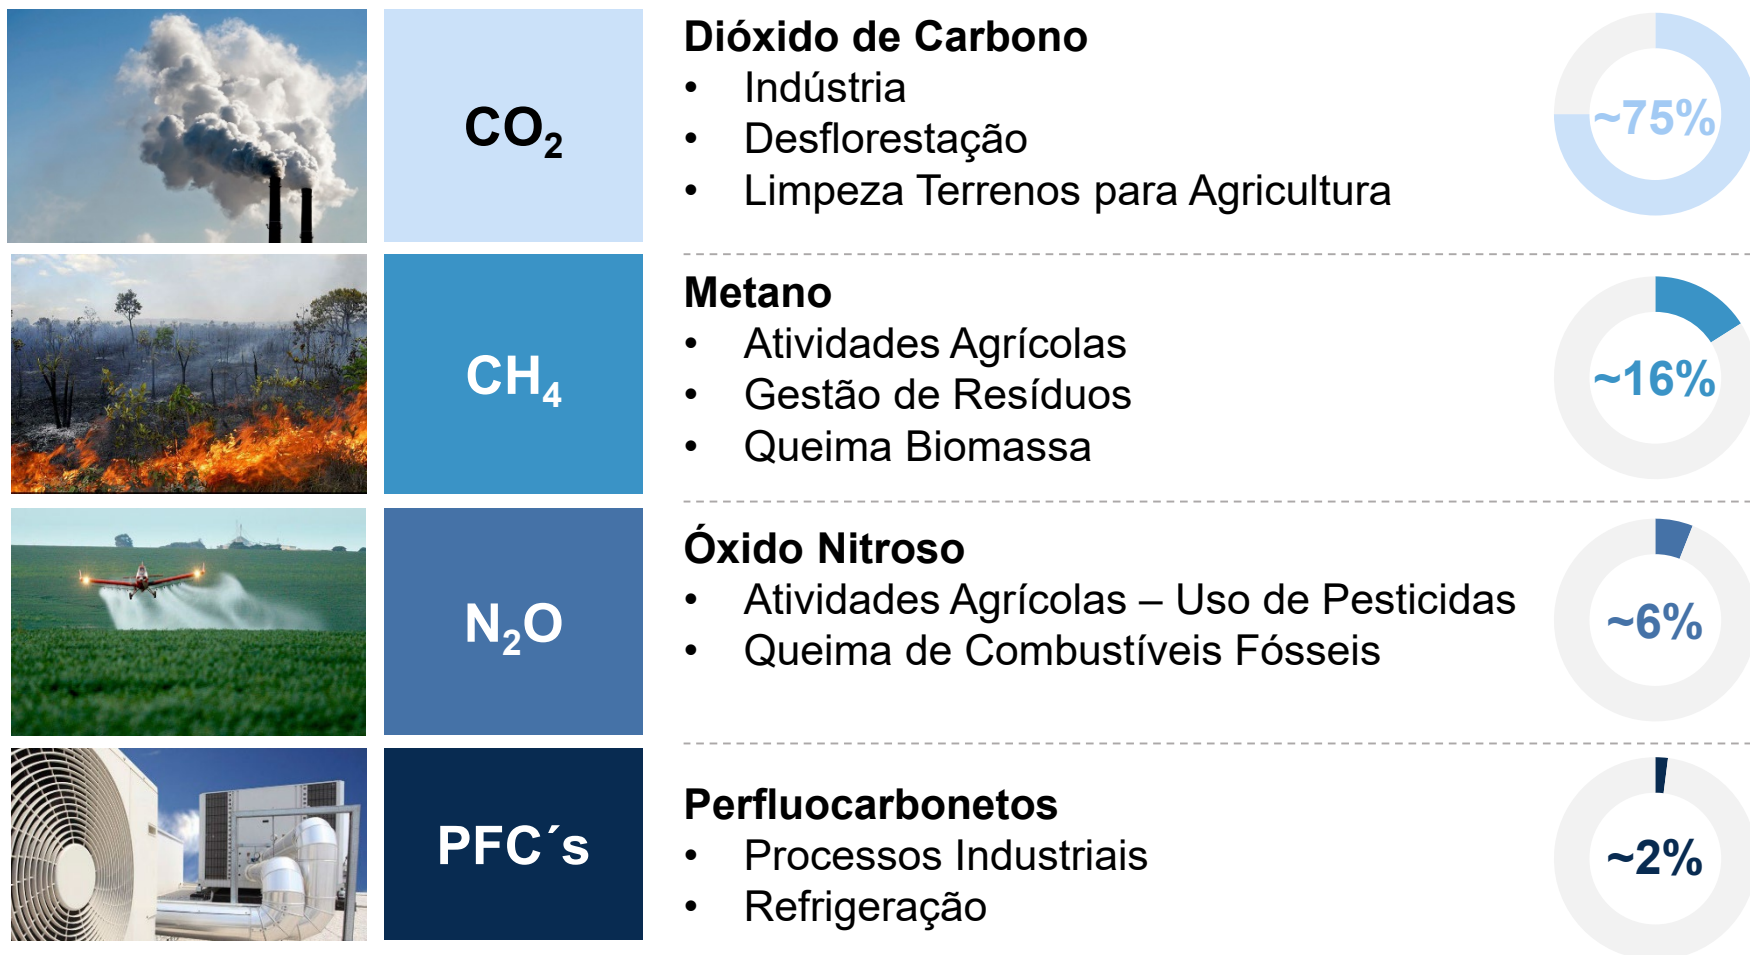 CO₂
Dióxido de Carbono
• Indústria
• Desflorestação
• Limpeza Terrenos para Agricultura
~75%
CH₄
Metano
• Atividades Agrícolas
• Gestão de Resíduos
• Queima Biomassa
~16%
N₂O
Óxido Nitroso
• Atividades Agrícolas – Uso de Pesticidas
• Queima de Combustíveis Fósseis
~6%
PFC´s
Perfluocarbonetos
• Processos Industriais
• Refrigeração
~2%